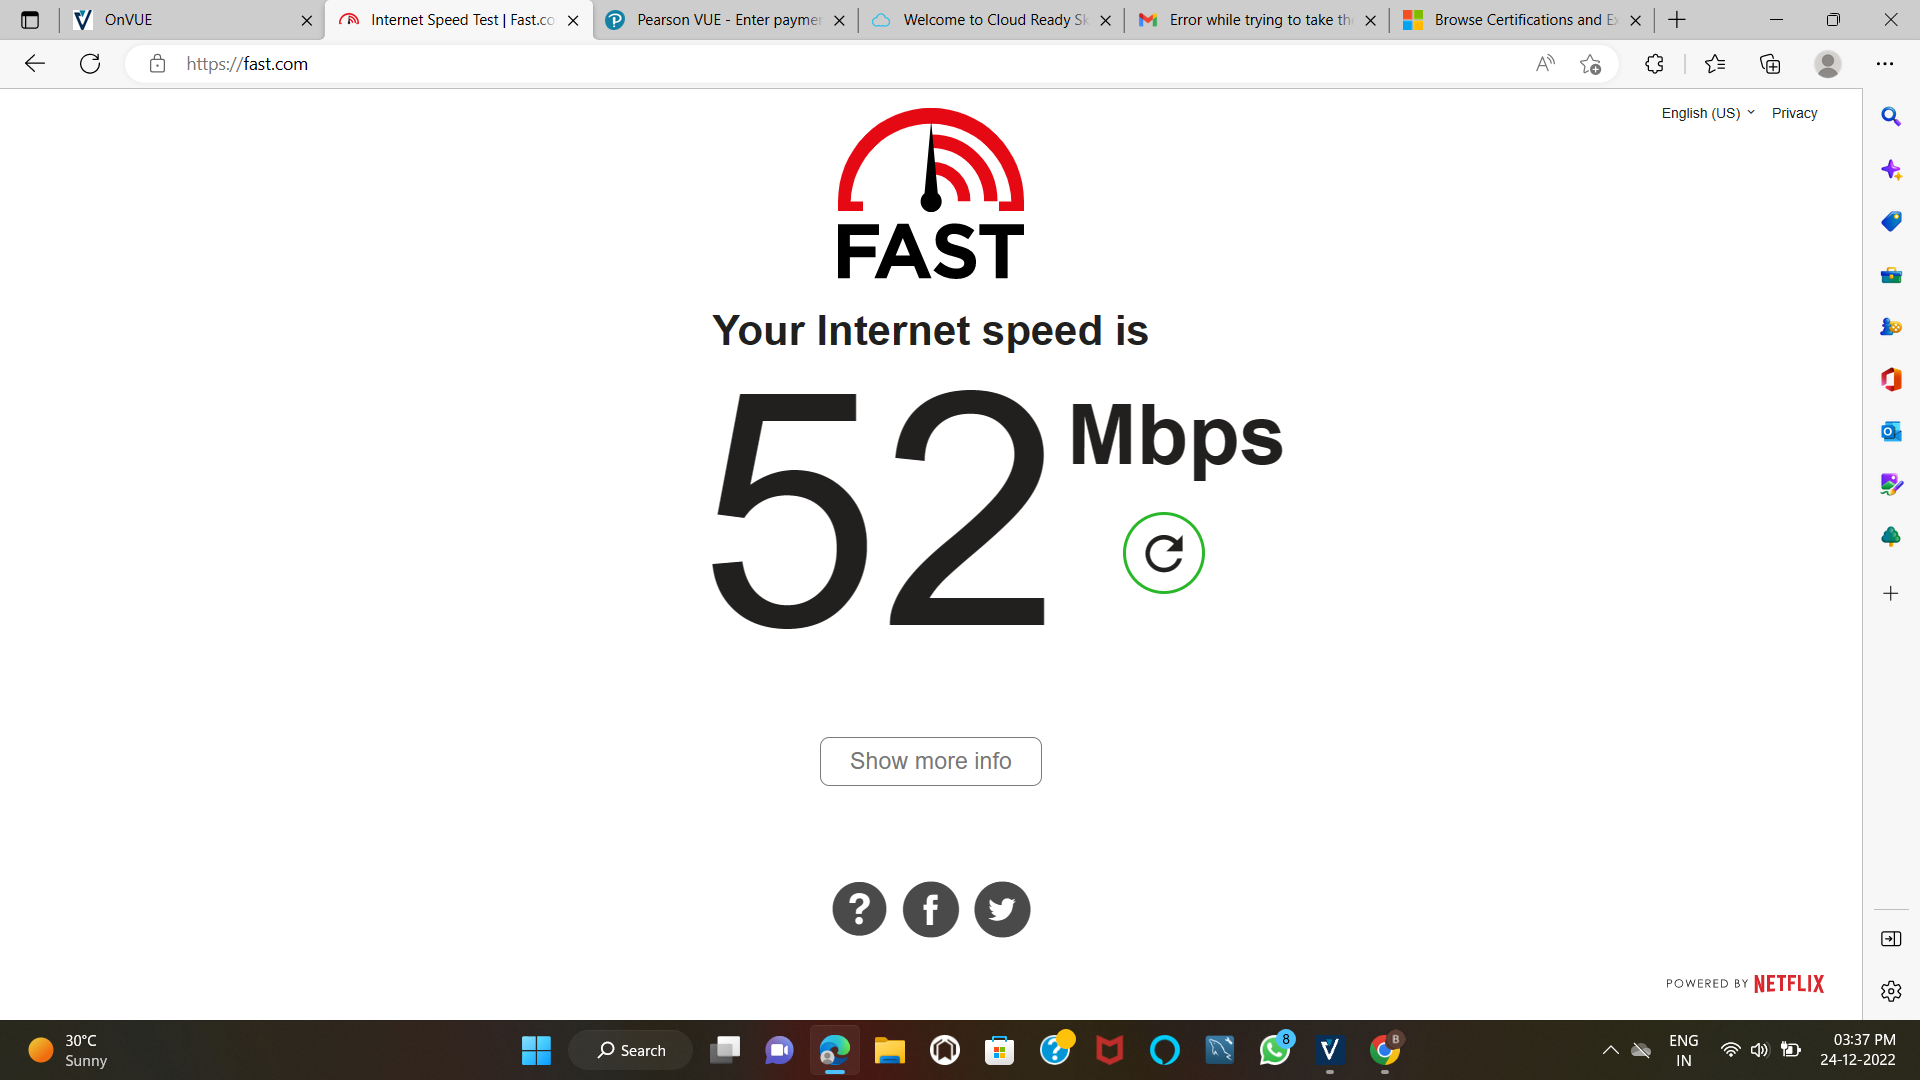 OnVUE
Internet Speed Test | Fast.co
Pearson VUE - Enter paymer
Welcome to Cloud Ready Sk
Error while trying to take th
Browse Certifications and Ex
https://fast.com
English (US)
Privacy
FAST
Your Internet speed is
52 Mbps
Show more info
POWERED BY NETFLIX
30°C
Sunny
Search
8
B
ENG
IN
03:37 PM
24-12-2022